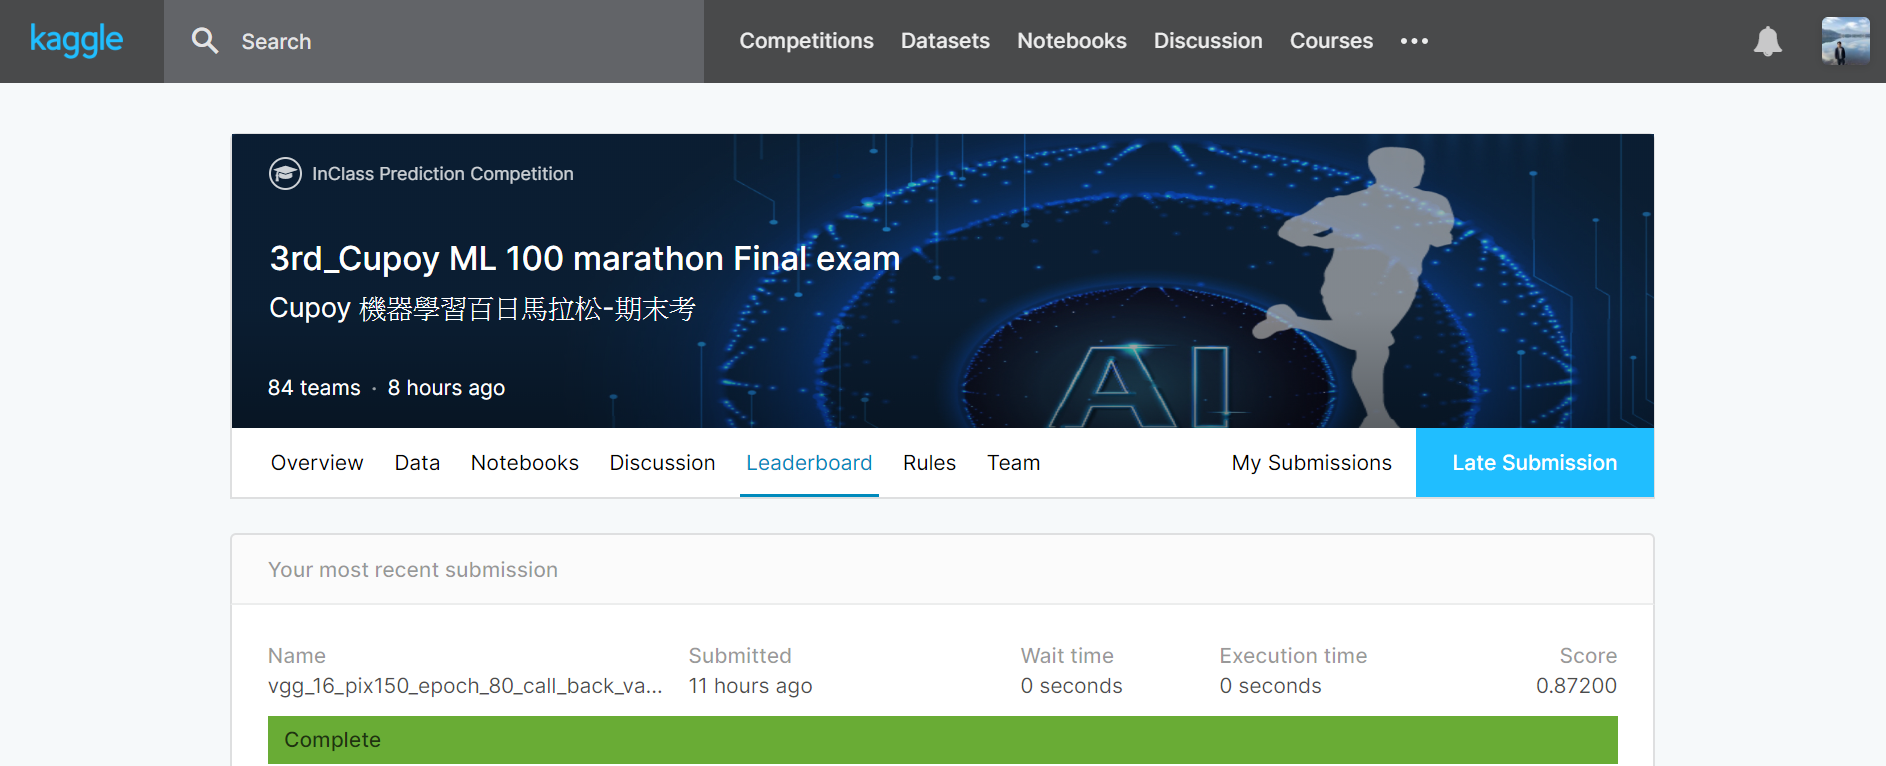 kaggle
Search
Competitions Datasets Notebooks Discussion Courses
InClass Prediction Competition
3rd_Cupoy ML 100 marathon Final exam
Cupoy 機器學習百日馬拉松-期末考
84 teams · 8 hours ago
AI
Overview Data Notebooks Discussion Leaderboard Rules Team My Submissions Late Submission
Your most recent submission
Name Submitted Wait time Execution time Score
vgg_16_pix150_epoch_80_call_back_va... 11 hours ago 0 seconds 0 seconds 0.87200
Complete